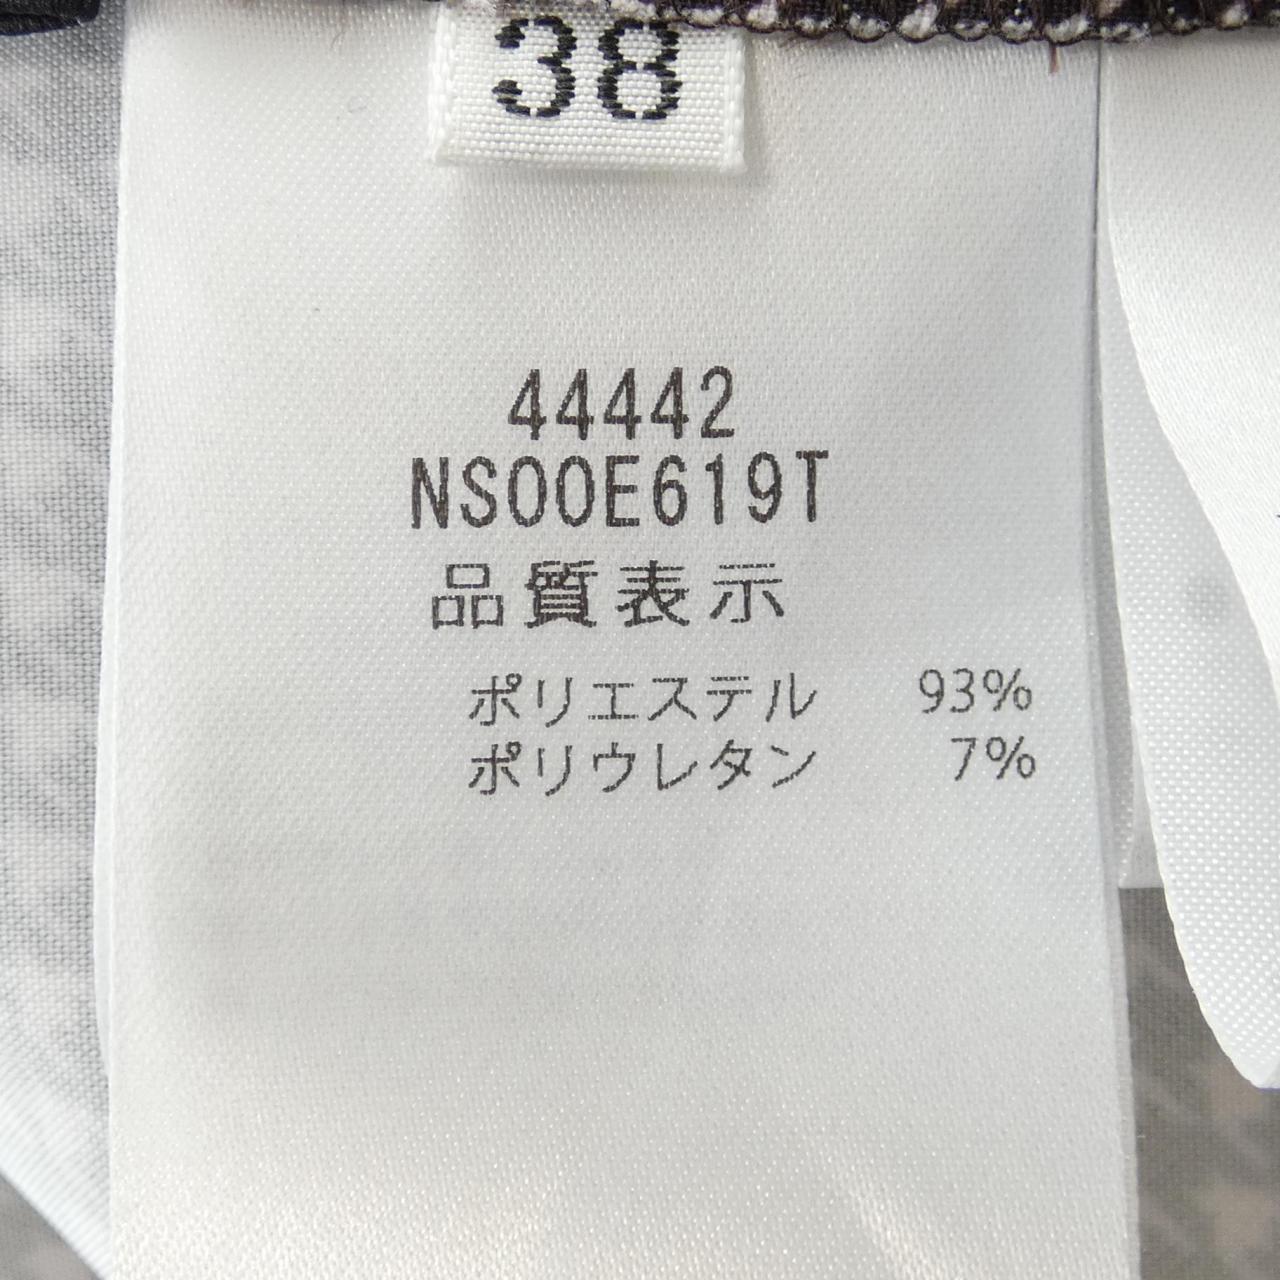 38
44442
NS00E619T
品質表示
ポリエステル 93%
ポリウレタン 7%